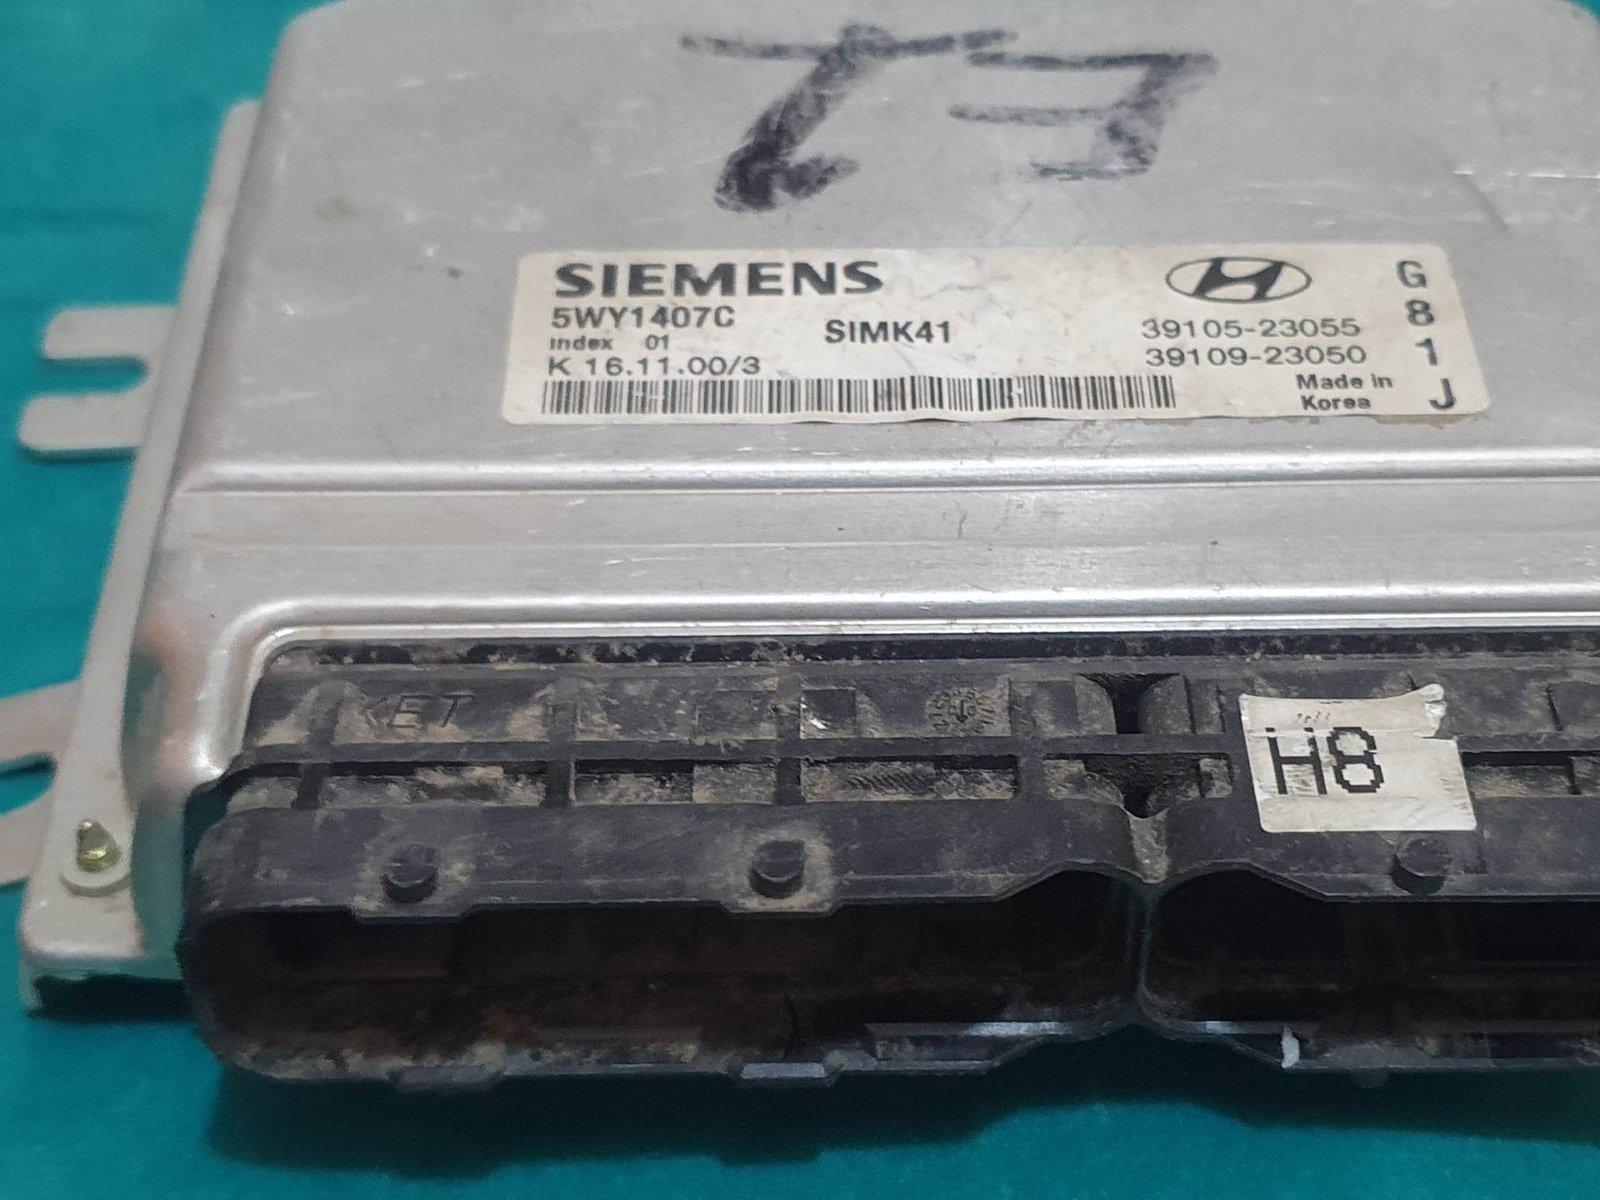 SIEMENS
5WY1407C
Index 01
K 16.11.00/3
SIMK41
39105-23055
39109-23050
Made in
Korea
G
8
1
J
KET
H8